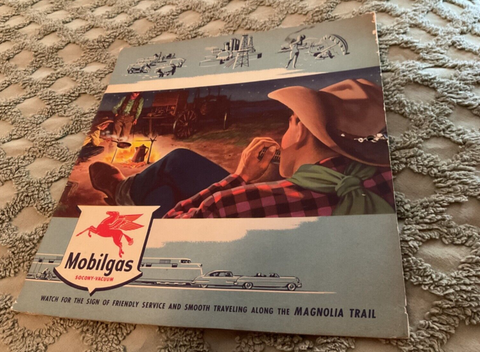 Mobilgas
SOCONY-VACUUM
WATCH FOR THE SIGN OF FRIENDLY SERVICE AND SMOOTH TRAVELING ALONG THE MAGNOLIA TRAIL